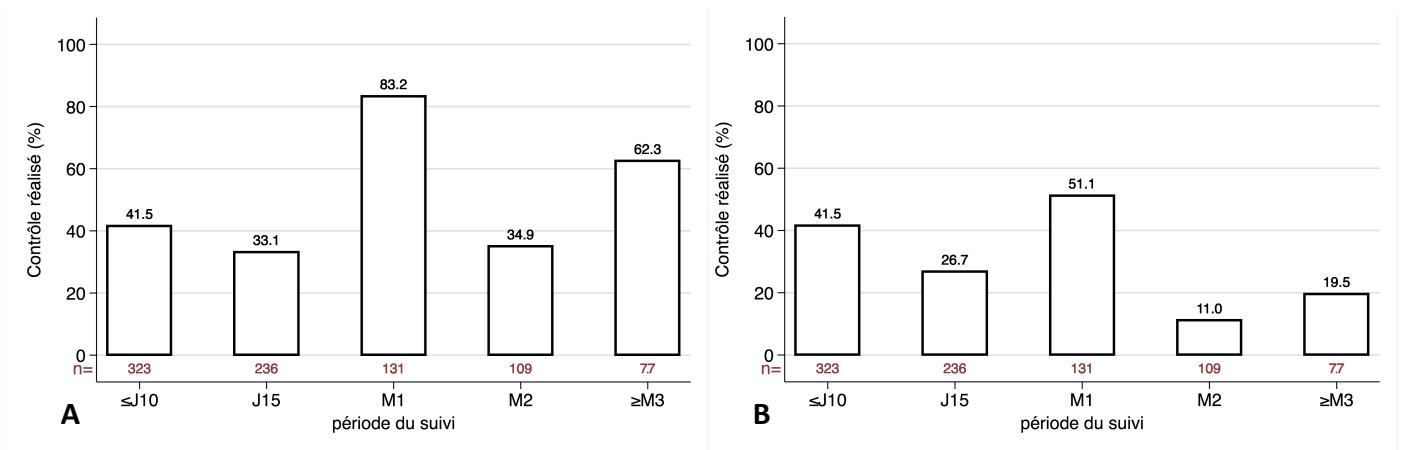 100
80
60
40
20
0
Contrôle réalisé (%)
41.5
33.1
83.2
34.9
62.3
n= 323 236 131 109 77
≤J10 J15 M1 M2 ≥M3
période du suivi
A
100
80
60
40
20
0
Contrôle réalisé (%)
41.5
26.7
51.1
11.0
19.5
n= 323 236 131 109 77
≤J10 J15 M1 M2 ≥M3
période du suivi
B